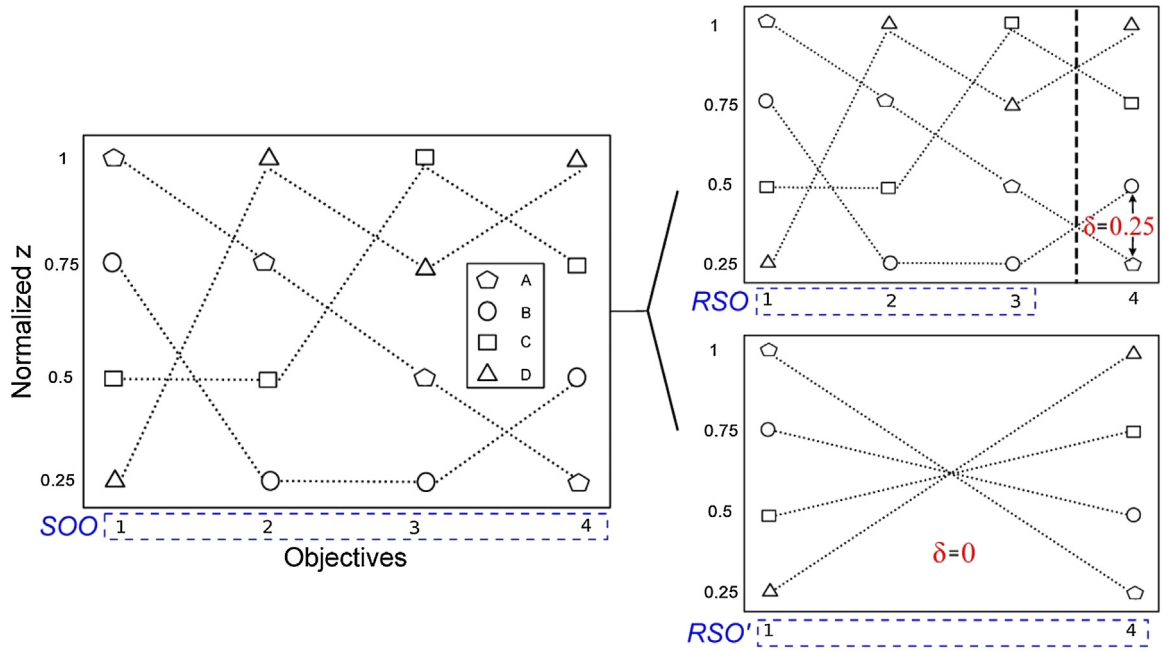 Normalized z
1
0.75
0.5
0.25
A
B
C
D
SOO 1 2 3 4
Objectives
1
0.75
0.5
0.25
δ=0.25
RSO 1 2 3 4
1
0.75
0.5
0.25
δ=0
RSO' 1 4